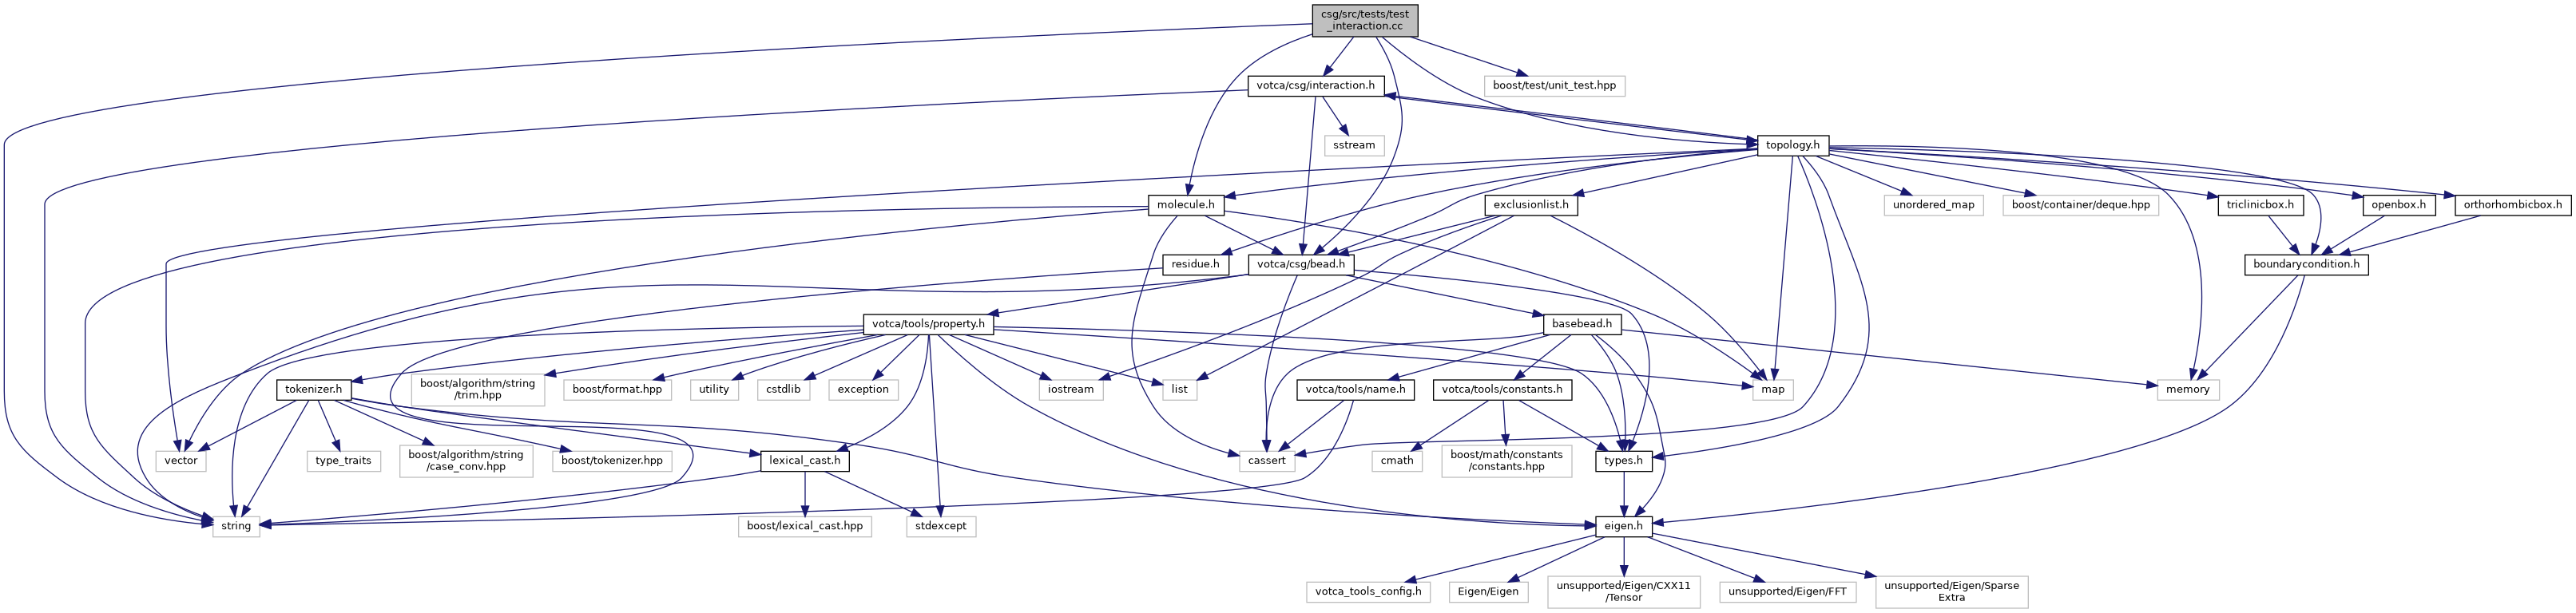 csg/src/tests/test
_interaction.cc
votca/csg/interaction.h
boost/test/unit_test.hpp
sstream
topology.h
molecule.h
exclusionlist.h
unordered_map
boost/container/deque.hpp
triclinicbox.h
openbox.h
orthorhombicbox.h
residue.h
votca/csg/bead.h
boundarycondition.h
votca/tools/property.h
basebead.h
tokenizer.h
boost/algorithm/string
/trim.hpp
boost/format.hpp
utility
cstdlib
exception
iostream
list
votca/tools/name.h
votca/tools/constants.h
map
memory
vector
type_traits
boost/algorithm/string
/case_conv.hpp
boost/tokenizer.hpp
lexical_cast.h
cassert
cmath
boost/math/constants
/constants.hpp
types.h
string
boost/lexical_cast.hpp
stdexcept
eigen.h
votca_tools_config.h
Eigen/Eigen
unsupported/Eigen/CXX11
/Tensor
unsupported/Eigen/FFT
unsupported/Eigen/Sparse
Extra